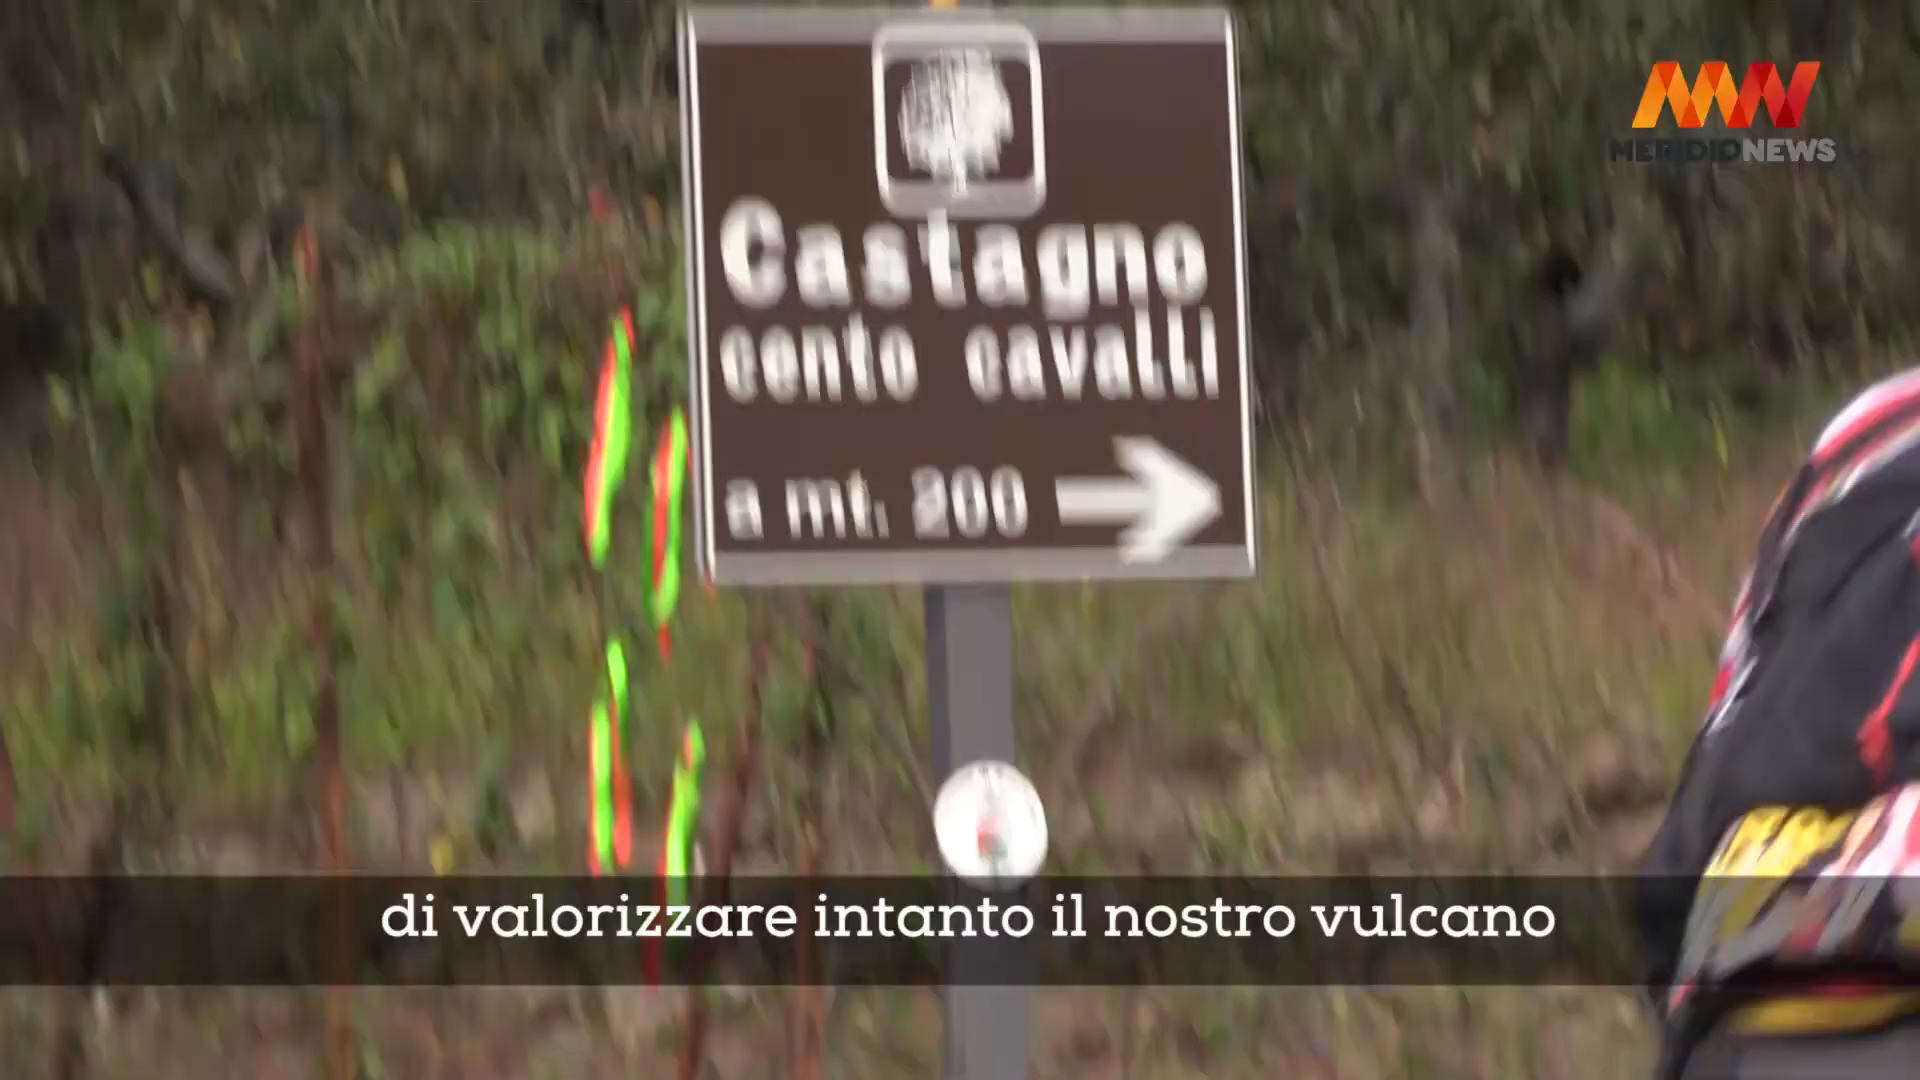 MERIDIONEWS
Castagno
cento cavalli
a mt. 200
di valorizzare intanto il nostro vulcano